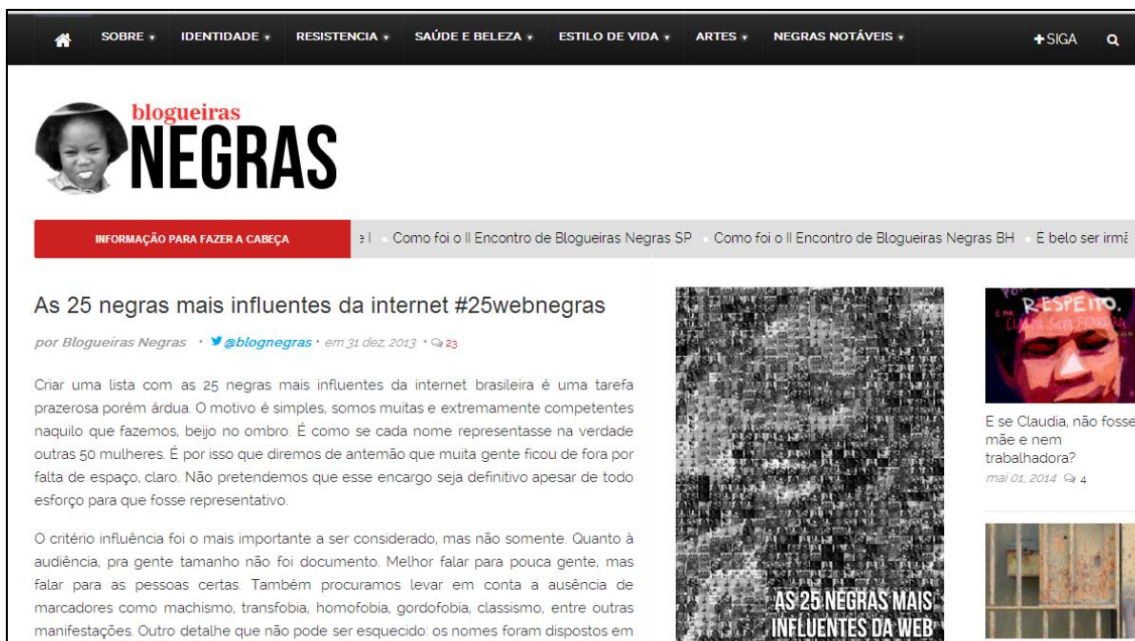 SOBRE IDENTIDADE RESISTENCIA SAÚDE E BELEZA ESTILO DE VIDA ARTES NEGRAS NOTÁVEIS +SIGA
blogueiras
NEGRAS
INFORMAÇÃO PARA FAZER A CABEÇA
Como foi o II Encontro de Blogueiras Negras SP Como foi o II Encontro de Blogueiras Negras BH É belo ser irmã
As 25 negras mais influentes da internet #25webnegras
por Blogueiras Negras • @blognegras • em 31 dez, 2013 • 23
Criar uma lista com as 25 negras mais influentes da internet brasileira é uma tarefa
prazerosa porém árdua. O motivo é simples, somos muitas e extremamente competentes
naquilo que fazemos, beijo no ombro. É como se cada nome representasse na verdade
outras 50 mulheres. É por isso que diremos de antemão que muita gente ficou de fora por
falta de espaço, claro. Não pretendemos que esse encargo seja definitivo apesar de todo
esforço para que fosse representativo.
O critério influência foi o mais importante a ser considerado, mas não somente. Quanto à
audiência, pra gente tamanho não foi documento. Melhor falar para pouca gente, mas
falar para as pessoas certas. Também procuramos levar em conta a ausência de
marcadores como machismo, transfobia, homofobia, gordofobia, classismo, entre outras
manifestações. Outro detalhe que não pode ser esquecido: os nomes foram dispostos em
AS 25 NEGRAS MAIS
INFLUENTES DA WEB
RESPEITO.
E se Claudia, não fosse
mãe e nem
trabalhadora?
mai 01, 2014 4